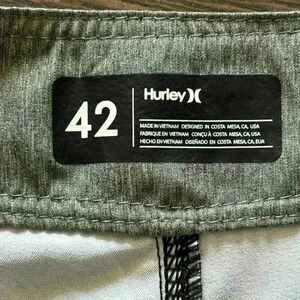 42
Hurley )(
MADE IN VIETNAM DESIGNED IN COSTA MESA, CA, USA
FABRIQUÉ EN VIETNAM CONÇU À COSTA MESA, CA, USA
HECHO EN VIETNAM DISEÑADO EN COSTA MESA, CA, EUA